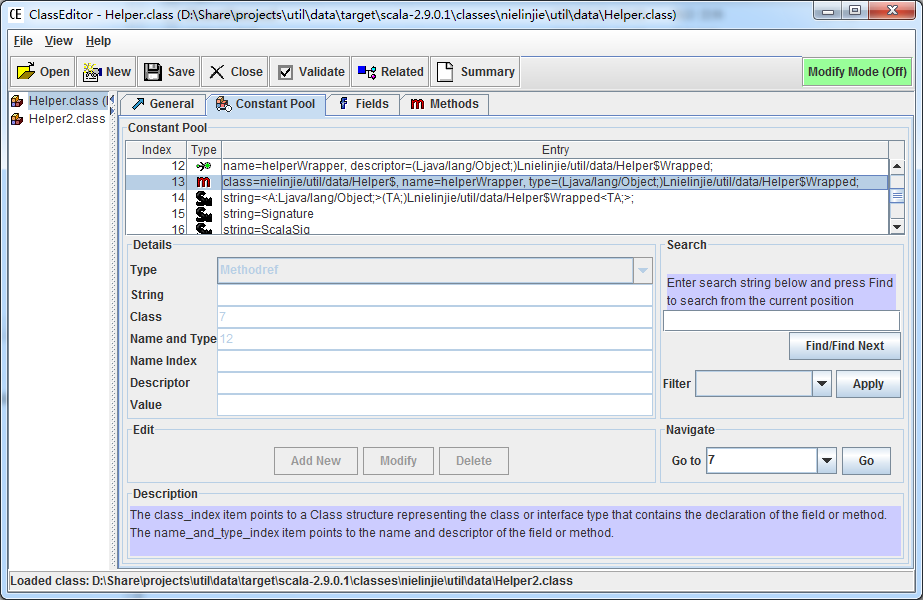 CE ClassEditor - Helper.class (D:\Share\projects\util\data\target\scala-2.9.0.1\classes\nielinjie\util\data\Helper.class)
File View Help
Open New Save Close Validate Related Summary Modify Mode (Off)
Helper.class (
Helper2.class
General Constant Pool Fields Methods
Constant Pool
Index Type Entry
12 name=helperWrapper, descriptor=(Ljava/lang/Object;)Lnielinjie/util/data/Helper$Wrapped;
13 class=nielinjie/util/data/Helper$, name=helperWrapper, type=(Ljava/lang/Object;)Lnielinjie/util/data/Helper$Wrapped;
14 string=<A:Ljava/lang/Object;>(TA;)Lnielinjie/util/data/Helper$Wrapped<TA;>;
15 string=Signature
16 string=ScalaSig
Details
Type Methodref
String
Class 7
Name and Type 12
Name Index
Descriptor
Value
Search
Enter search string below and press Find
to search from the current position
Find/Find Next
Filter Apply
Edit
Add New Modify Delete
Navigate
Go to 7 Go
Description
The class_index item points to a Class structure representing the class or interface type that contains the declaration of the field or method.
The name_and_type_index item points to the name and descriptor of the field or method.
Loaded class: D:\Share\projects\util\data\target\scala-2.9.0.1\classes\nielinjie\util\data\Helper2.class